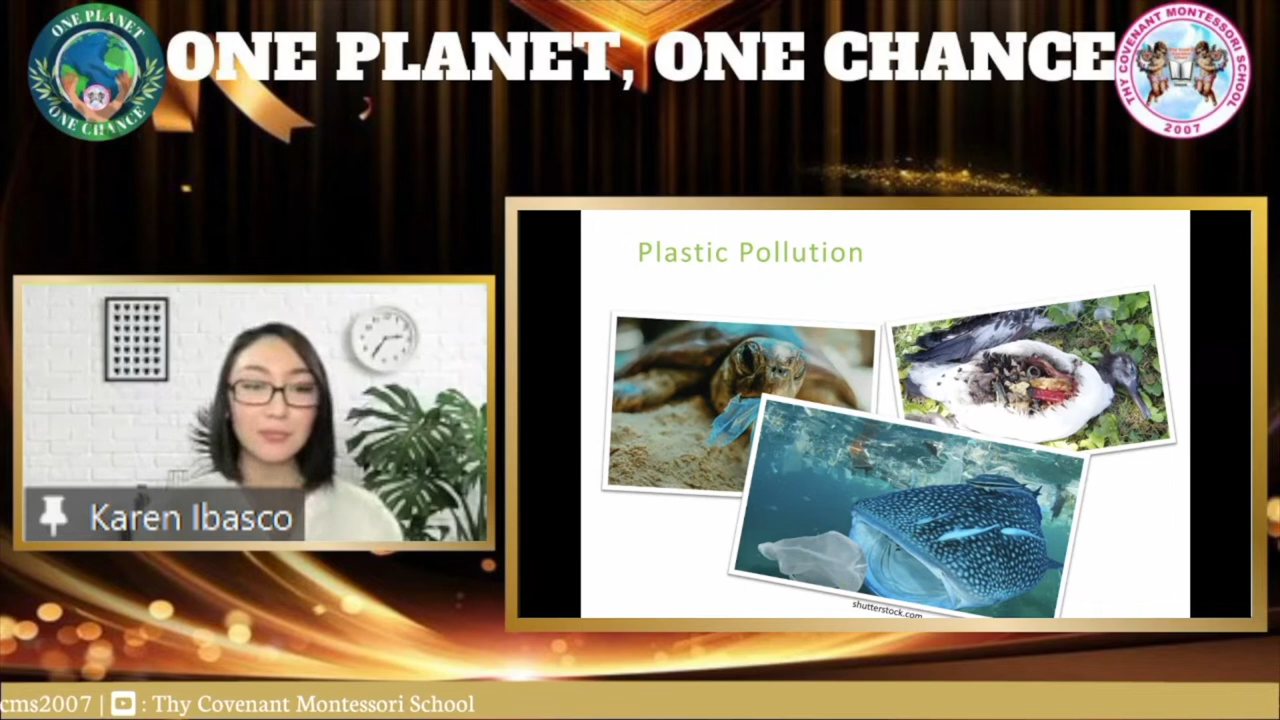 ONE PLANET
ONE CHANCE
ONE PLANET, ONE CHANCE
THY COVENANT MONTESSORI SCHOOL
2007
Plastic Pollution
shutterstock.com
Karen Ibasco
cms2007 | : Thy Covenant Montessori School